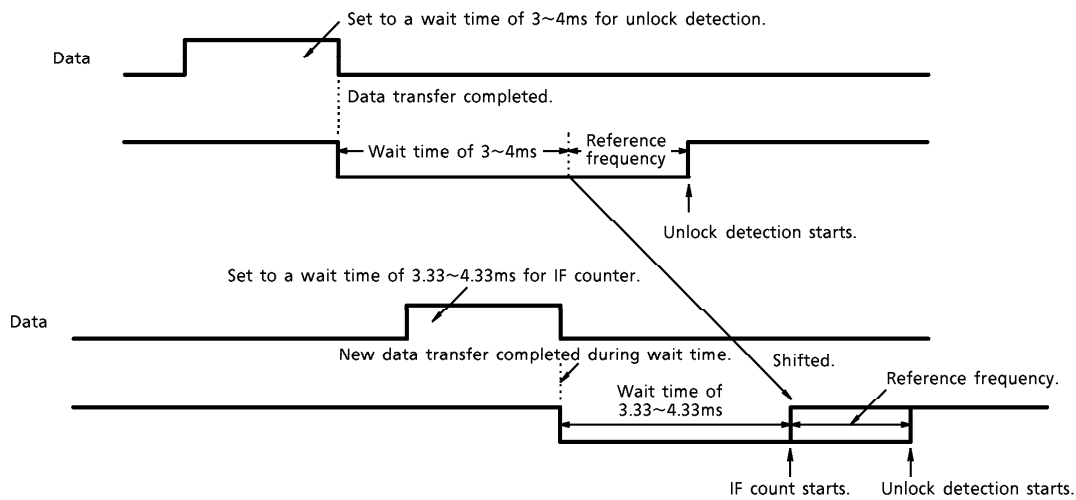 Set to a wait time of 3~4ms for unlock detection.
Data
Data transfer completed.
Wait time of 3~4ms
Reference
frequency
Unlock detection starts.
Set to a wait time of 3.33~4.33ms for IF counter.
Data
New data transfer completed during wait time.
Shifted.
Reference frequency.
Wait time of
3.33~4.33ms
IF count starts.
Unlock detection starts.